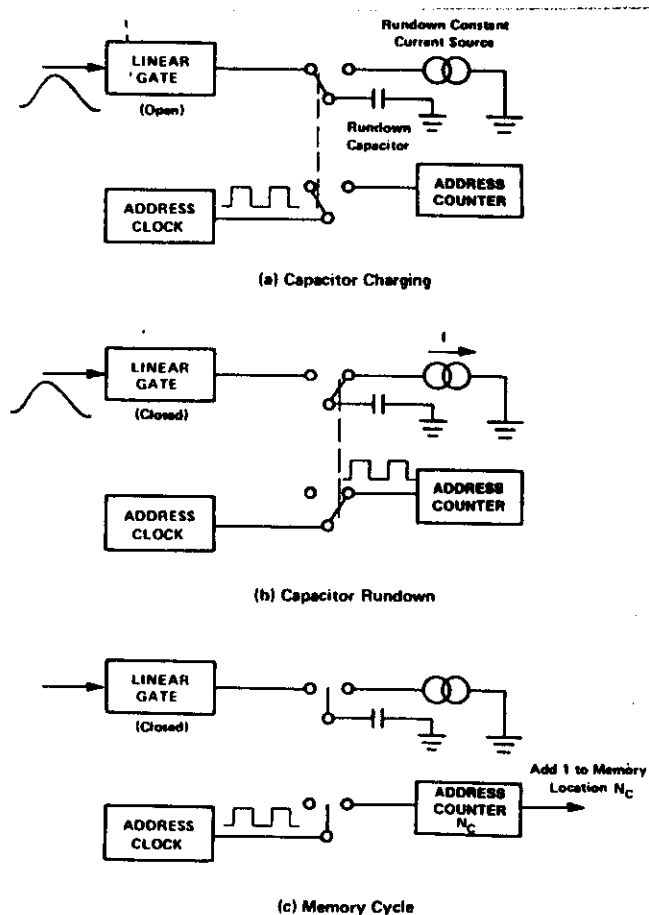 Rundown Constant
Current Source
LINEAR
GATE
(Open)
Rundown
Capacitor
ADDRESS
CLOCK
ADDRESS
COUNTER
(a) Capacitor Charging
I
LINEAR
GATE
(Closed)
ADDRESS
CLOCK
ADDRESS
COUNTER
(b) Capacitor Rundown
LINEAR
GATE
(Closed)
Add 1 to Memory
Location NC
ADDRESS
CLOCK
ADDRESS
COUNTER
NC
(c) Memory Cycle